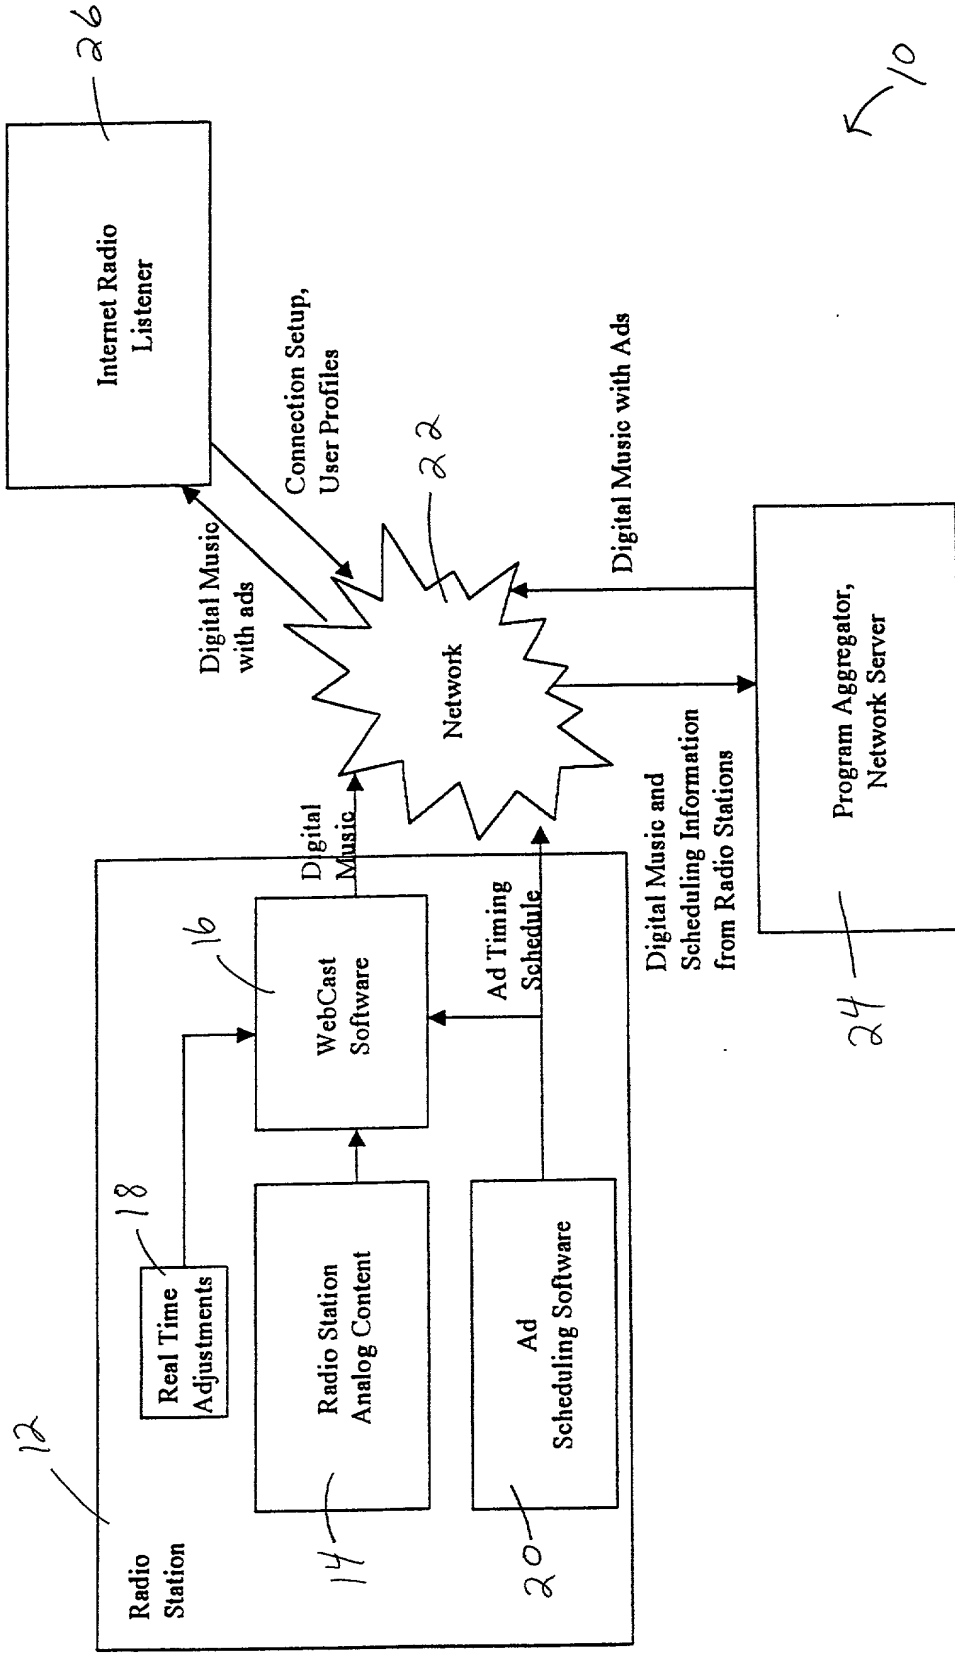 Radio
Station
12
Real Time
Adjustments
18
Radio Station
Analog Content
14
WebCast
Software
16
Ad
Scheduling Software
20
Ad Timing
Schedule
Digital
Music
Network
22
Digital Music
with ads
Connection Setup,
User Profiles
Internet Radio
Listener
26
Digital Music and
Scheduling Information
from Radio Stations
Digital Music with Ads
Program Aggregator,
Network Server
24
10